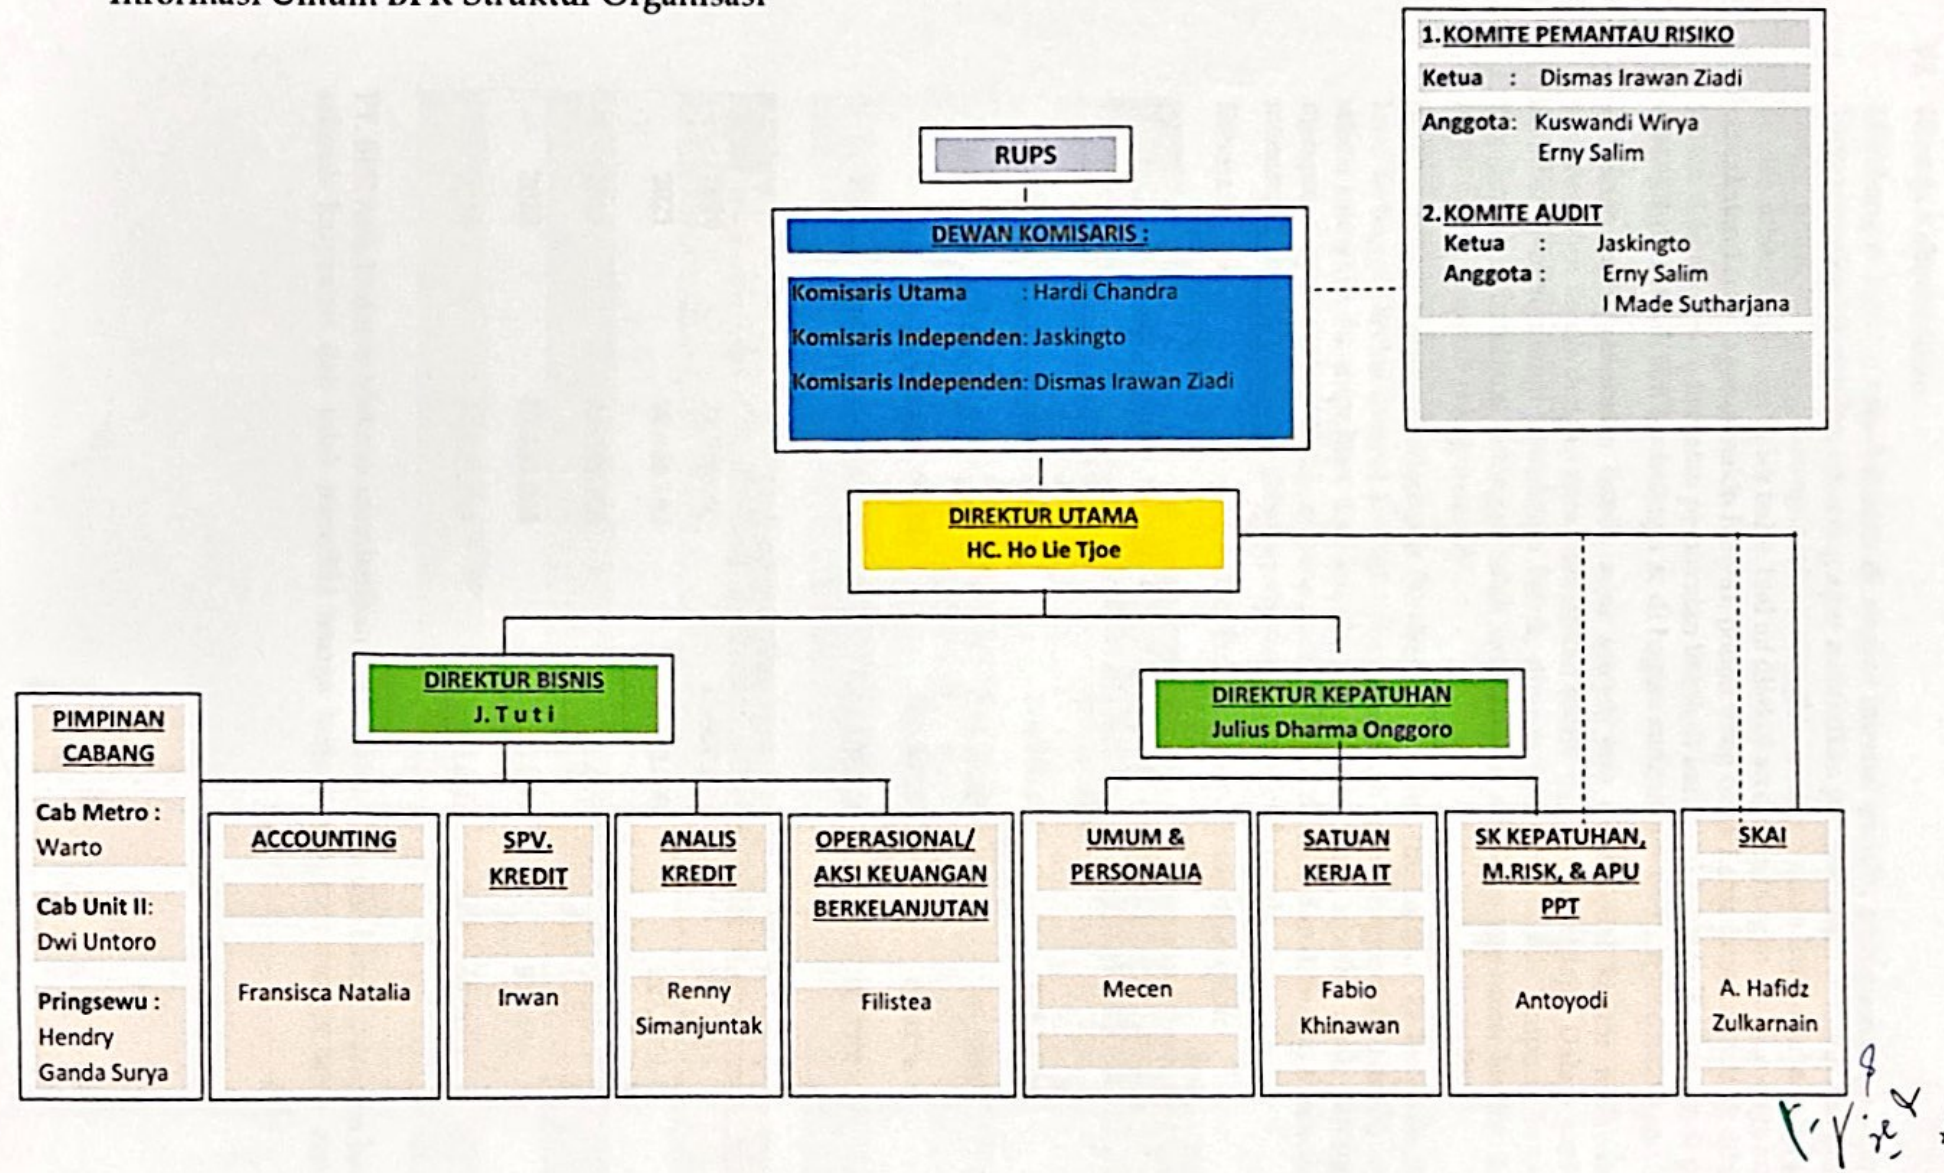 Informasi Umum BPR Struktur Organisasi
1. KOMITE PEMANTAU RISIKO
Ketua : Dismas Irawan Ziadi
Anggota: Kuswandi Wirya
Erny Salim
2. KOMITE AUDIT
Ketua : Jaskingto
Anggota : Erny Salim
I Made Sutharjana
RUPS
DEWAN KOMISARIS :
Komisaris Utama : Hardi Chandra
Komisaris Independen: Jaskingto
Komisaris Independen: Dismas Irawan Ziadi
DIREKTUR UTAMA
HC. Ho Lie Tjoe
DIREKTUR BISNIS
J. Tuti
DIREKTUR KEPATUHAN
Julius Dharma Onggoro
PIMPINAN
CABANG
Cab Metro :
Warto
Cab Unit II:
Dwi Untoro
Pringsewu :
Hendry
Ganda Surya
ACCOUNTING
Fransisca Natalia
SPV.
KREDIT
Irwan
ANALIS
KREDIT
Renny
Simanjuntak
OPERASIONAL/
AKSI KEUANGAN
BERKELANJUTAN
Filistea
UMUM &
PERSONALIA
Mecen
SATUAN
KERJA IT
Fabio
Khinawan
SK KEPATUHAN,
M.RISK, & APU
PPT
Antoyodi
SKAI
A. Hafidz
Zulkarnain